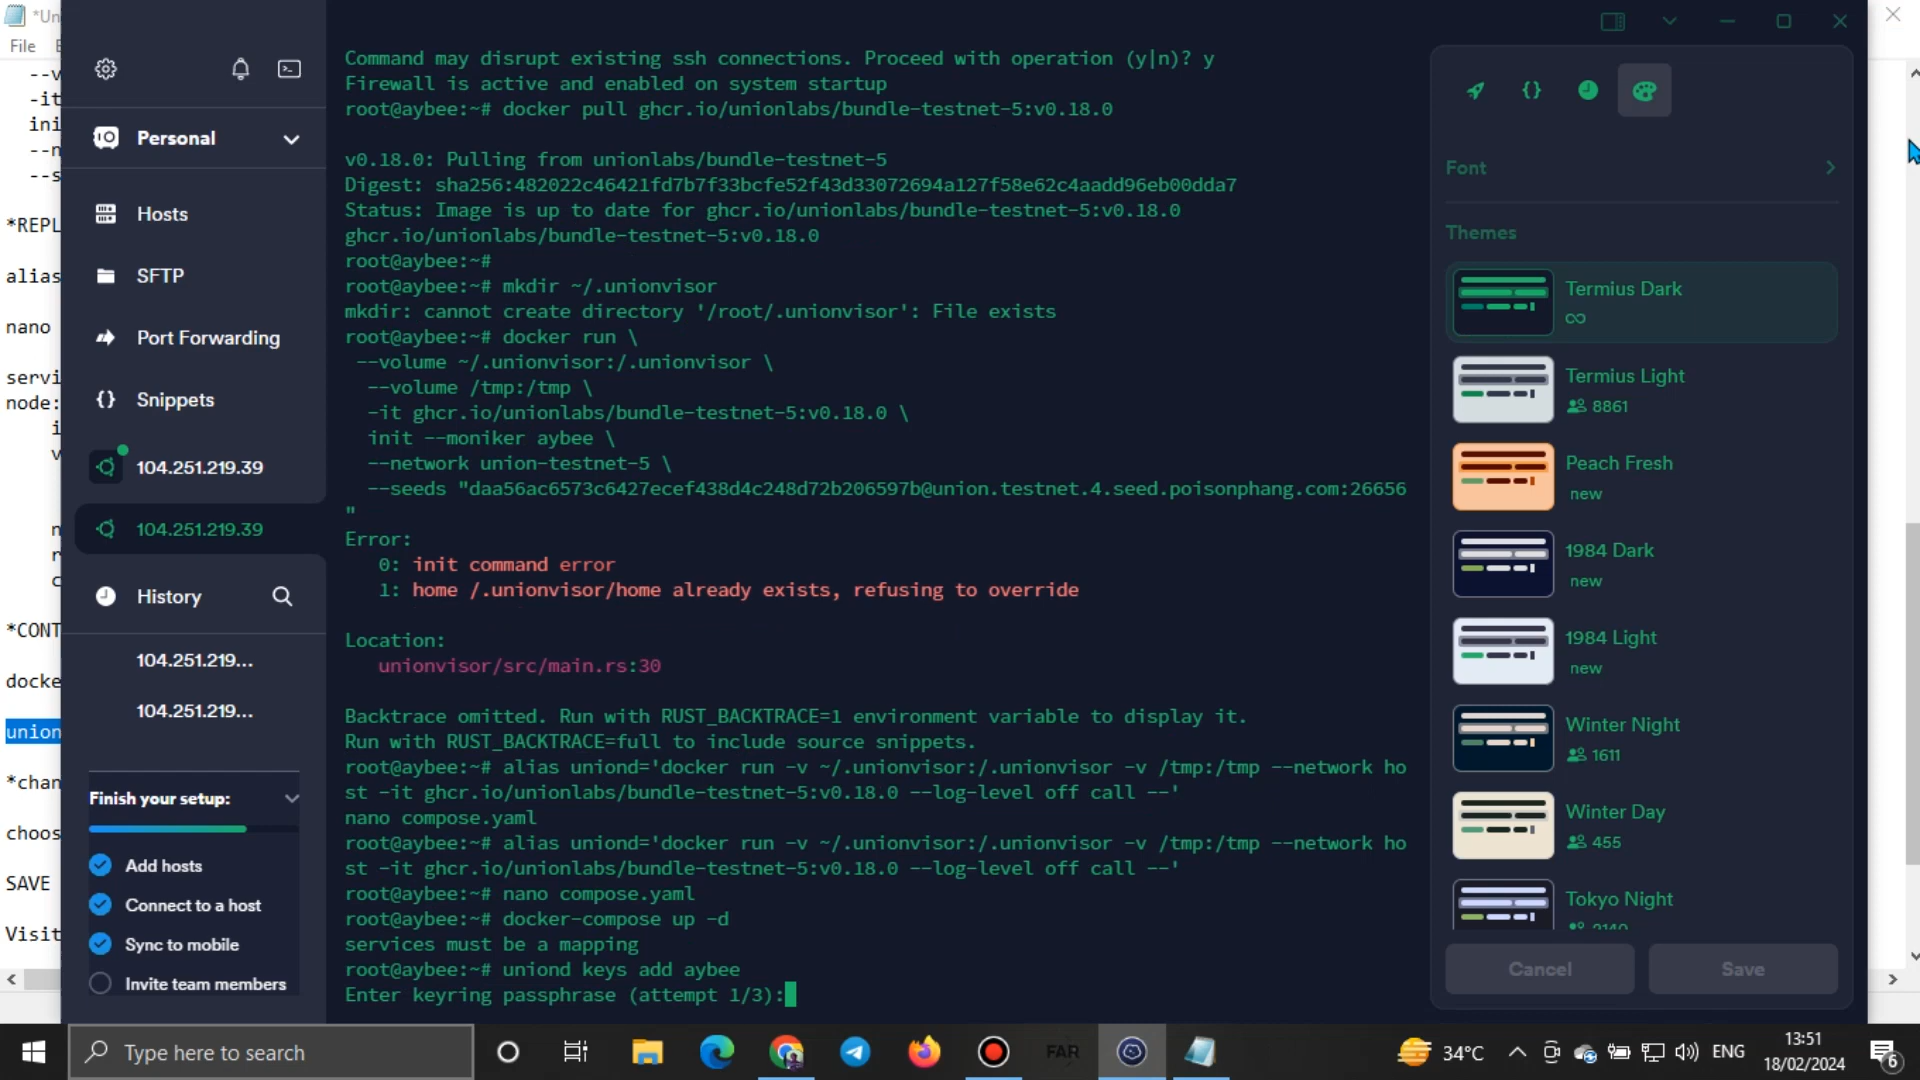 *Un
File
--v
-it
ini
--n
--s
*REPL
alias
nano
servi
node:
i
v
n
r
c
*CONT
docke
union
*chan
choos
SAVE
Visit
Personal
Hosts
SFTP
Port Forwarding
Snippets
104.251.219.39
104.251.219.39
History
104.251.219...
104.251.219...
Finish your setup:
Add hosts
Connect to a host
Sync to mobile
Invite team members
Command may disrupt existing ssh connections. Proceed with operation (y|n)? y
Firewall is active and enabled on system startup
root@aybee:~# docker pull ghcr.io/unionlabs/bundle-testnet-5:v0.18.0
v0.18.0: Pulling from unionlabs/bundle-testnet-5
Digest: sha256:482022c46421fd7b7f33bcfe52f43d33072694a127f58e62c4aadd96eb00dda7
Status: Image is up to date for ghcr.io/unionlabs/bundle-testnet-5:v0.18.0
ghcr.io/unionlabs/bundle-testnet-5:v0.18.0
root@aybee:~#
root@aybee:~# mkdir ~/.unionvisor
mkdir: cannot create directory '/root/.unionvisor': File exists
root@aybee:~# docker run \
--volume ~/.unionvisor:/.unionvisor \
--volume /tmp:/tmp \
-it ghcr.io/unionlabs/bundle-testnet-5:v0.18.0 \
init --moniker aybee \
--network union-testnet-5 \
--seeds "daa56ac6573c6427ecef438d4c248d72b206597b@union.testnet.4.seed.poisonphang.com:26656
"
Error:
0: init command error
1: home /.unionvisor/home already exists, refusing to override
Location:
unionvisor/src/main.rs:30
Backtrace omitted. Run with RUST_BACKTRACE=1 environment variable to display it.
Run with RUST_BACKTRACE=full to include source snippets.
root@aybee:~# alias uniond='docker run -v ~/.unionvisor:/.unionvisor -v /tmp:/tmp --network ho
st -it ghcr.io/unionlabs/bundle-testnet-5:v0.18.0 --log-level off call --'
nano compose.yaml
root@aybee:~# alias uniond='docker run -v ~/.unionvisor:/.unionvisor -v /tmp:/tmp --network ho
st -it ghcr.io/unionlabs/bundle-testnet-5:v0.18.0 --log-level off call --'
root@aybee:~# nano compose.yaml
root@aybee:~# docker-compose up -d
services must be a mapping
root@aybee:~# uniond keys add aybee
Enter keyring passphrase (attempt 1/3):
Font
Themes
Termius Dark
∞
Termius Light
8861
Peach Fresh
new
1984 Dark
new
1984 Light
new
Winter Night
1611
Winter Day
455
Tokyo Night
Cancel
Save
Type here to search
FAR
34°C
ENG
13:51
18/02/2024
6